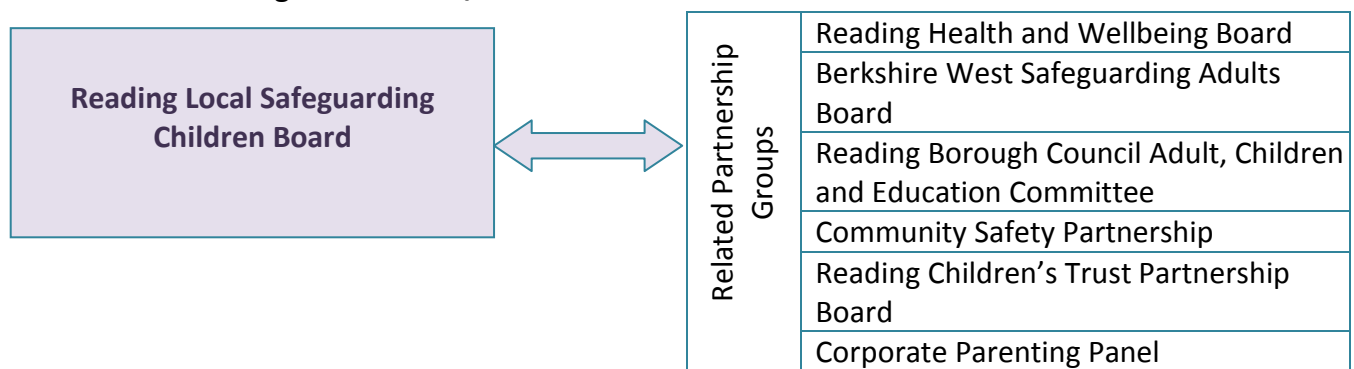 Reading Local Safeguarding
Children Board
Related Partnership
Groups
Reading Health and Wellbeing Board
Berkshire West Safeguarding Adults
Board
Reading Borough Council Adult, Children
and Education Committee
Community Safety Partnership
Reading Children’s Trust Partnership
Board
Corporate Parenting Panel